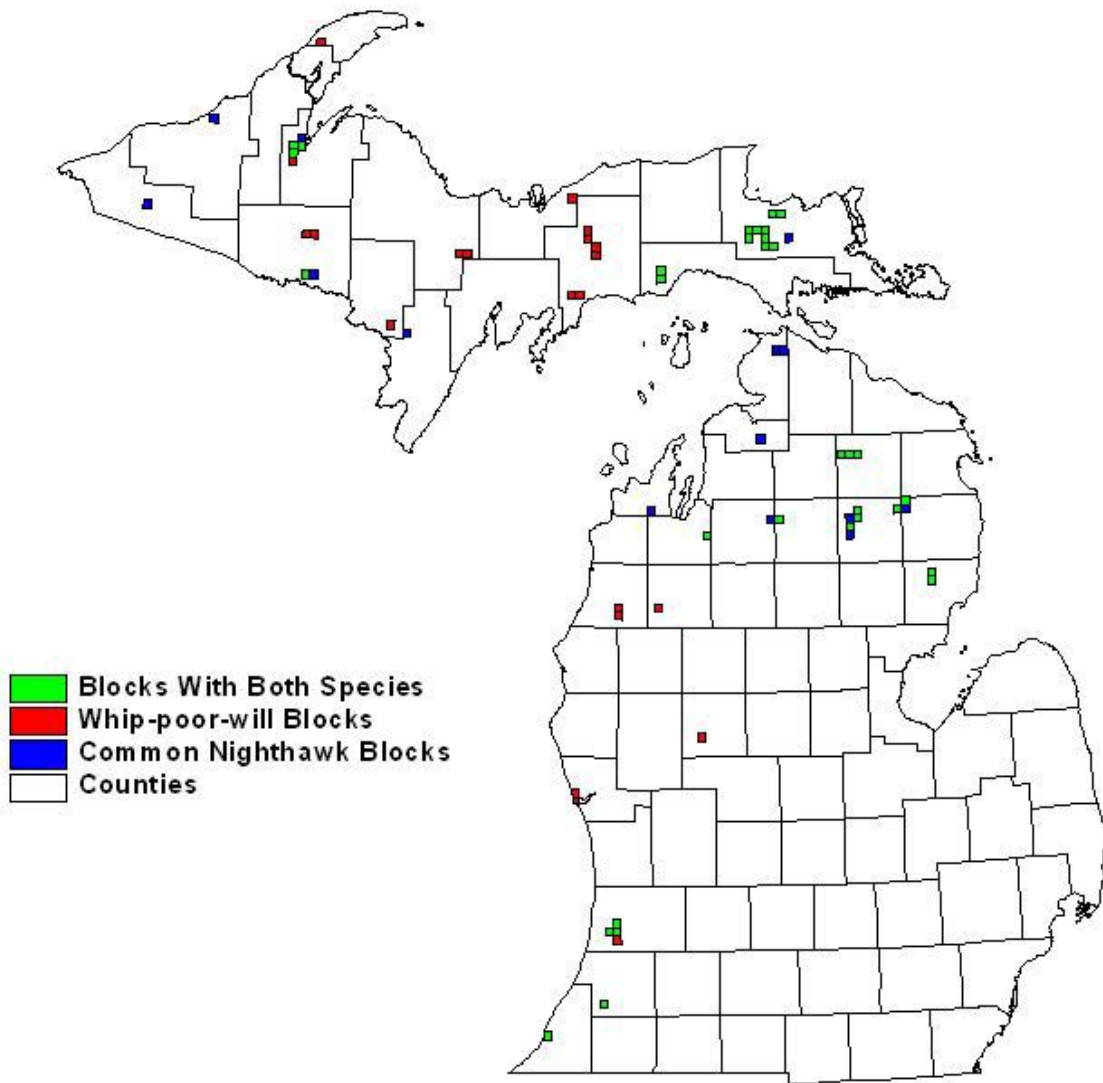 Blocks With Both Species
Whip-poor-will Blocks
Common Nighthawk Blocks
Counties